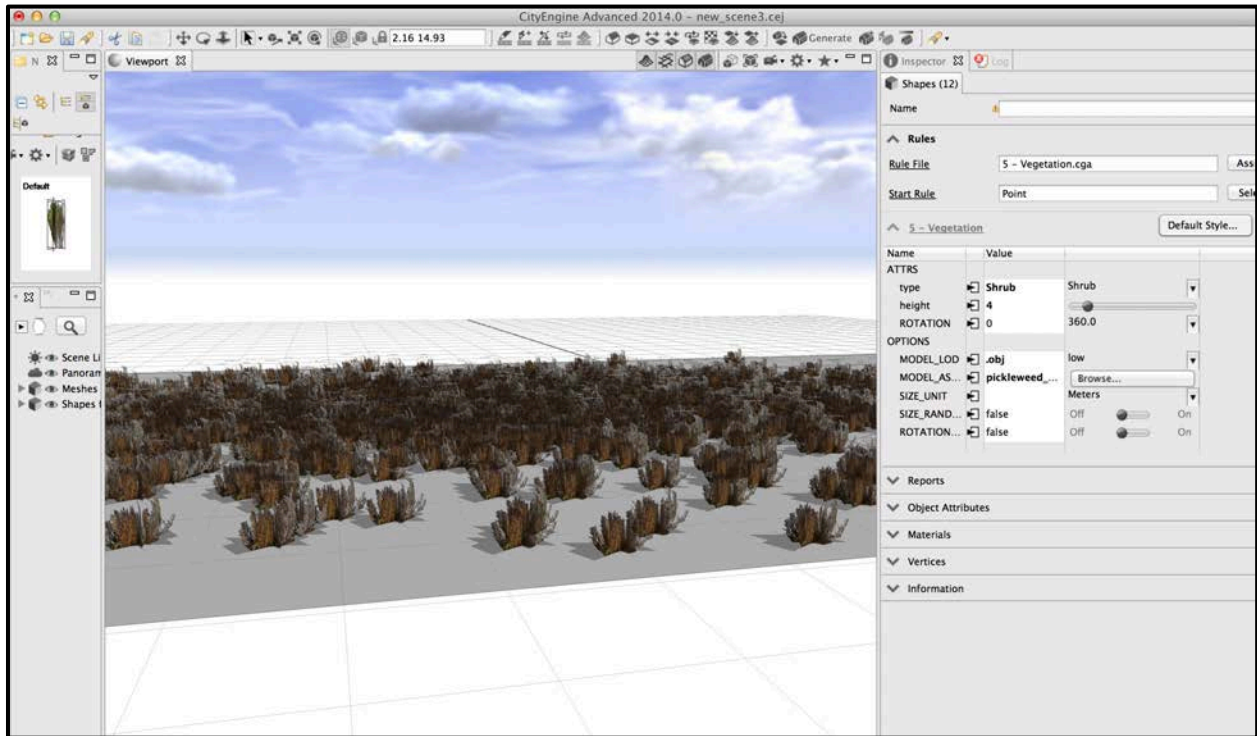 CityEngine Advanced 2014.0 - new_scene3.cej
2.16 14.93
Generate
N
Viewport
Inspector
Log
Shapes (12)
Name
Rules
Rule File
5 - Vegetation.cga
Ass
Start Rule
Point
Sele
5 - Vegetation
Default Style...
Default
Name Value
ATTRS
type Shrub Shrub
height 4
ROTATION 0 360.0
OPTIONS
MODEL_LOD .obj low
MODEL_AS... pickleweed_... Browse...
SIZE_UNIT Meters
SIZE_RAND... false Off On
ROTATION... false Off On
Scene Li
Panoram
Meshes
Shapes f
Reports
Object Attributes
Materials
Vertices
Information